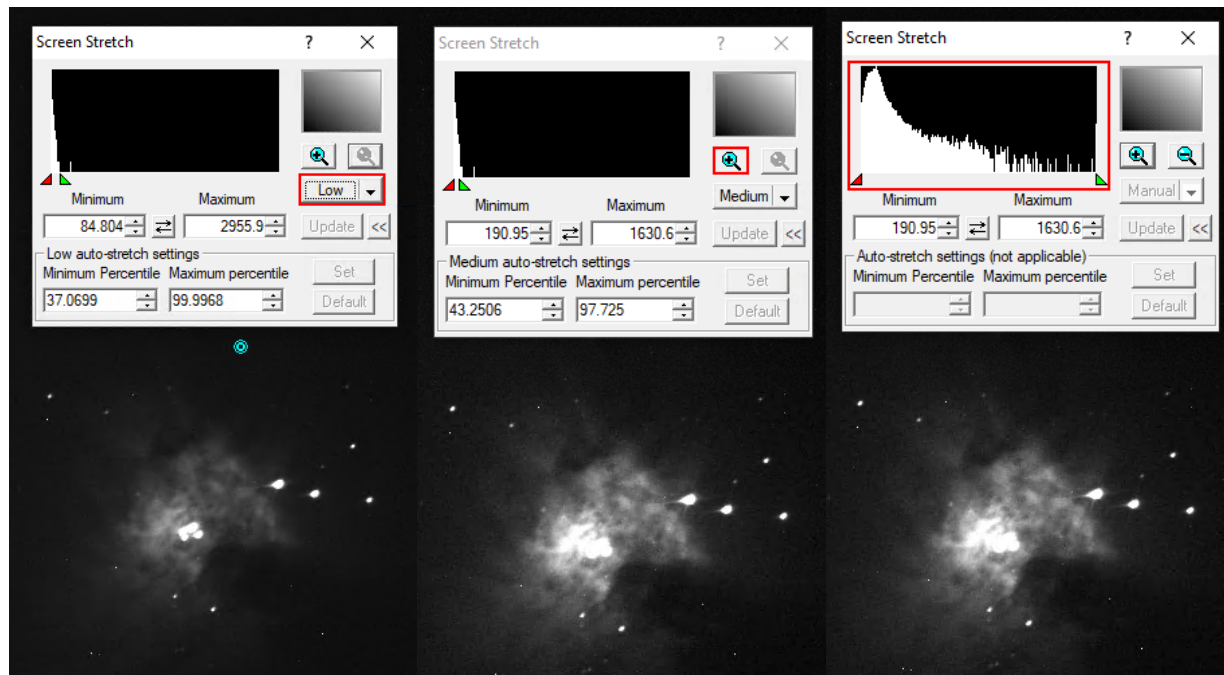 Screen Stretch ? ×
Low
Minimum Maximum
84.804 2955.9 Update <<
Low auto-stretch settings
Minimum Percentile Maximum percentile Set
37.0699 99.9968 Default
Screen Stretch ? ×
Medium
Minimum Maximum
190.95 1630.6 Update <<
Medium auto-stretch settings
Minimum Percentile Maximum percentile Set
43.2506 97.725 Default
Screen Stretch ? ×
Manual
Minimum Maximum
190.95 1630.6 Update <<
Auto-stretch settings (not applicable)
Minimum Percentile Maximum percentile Set
Default